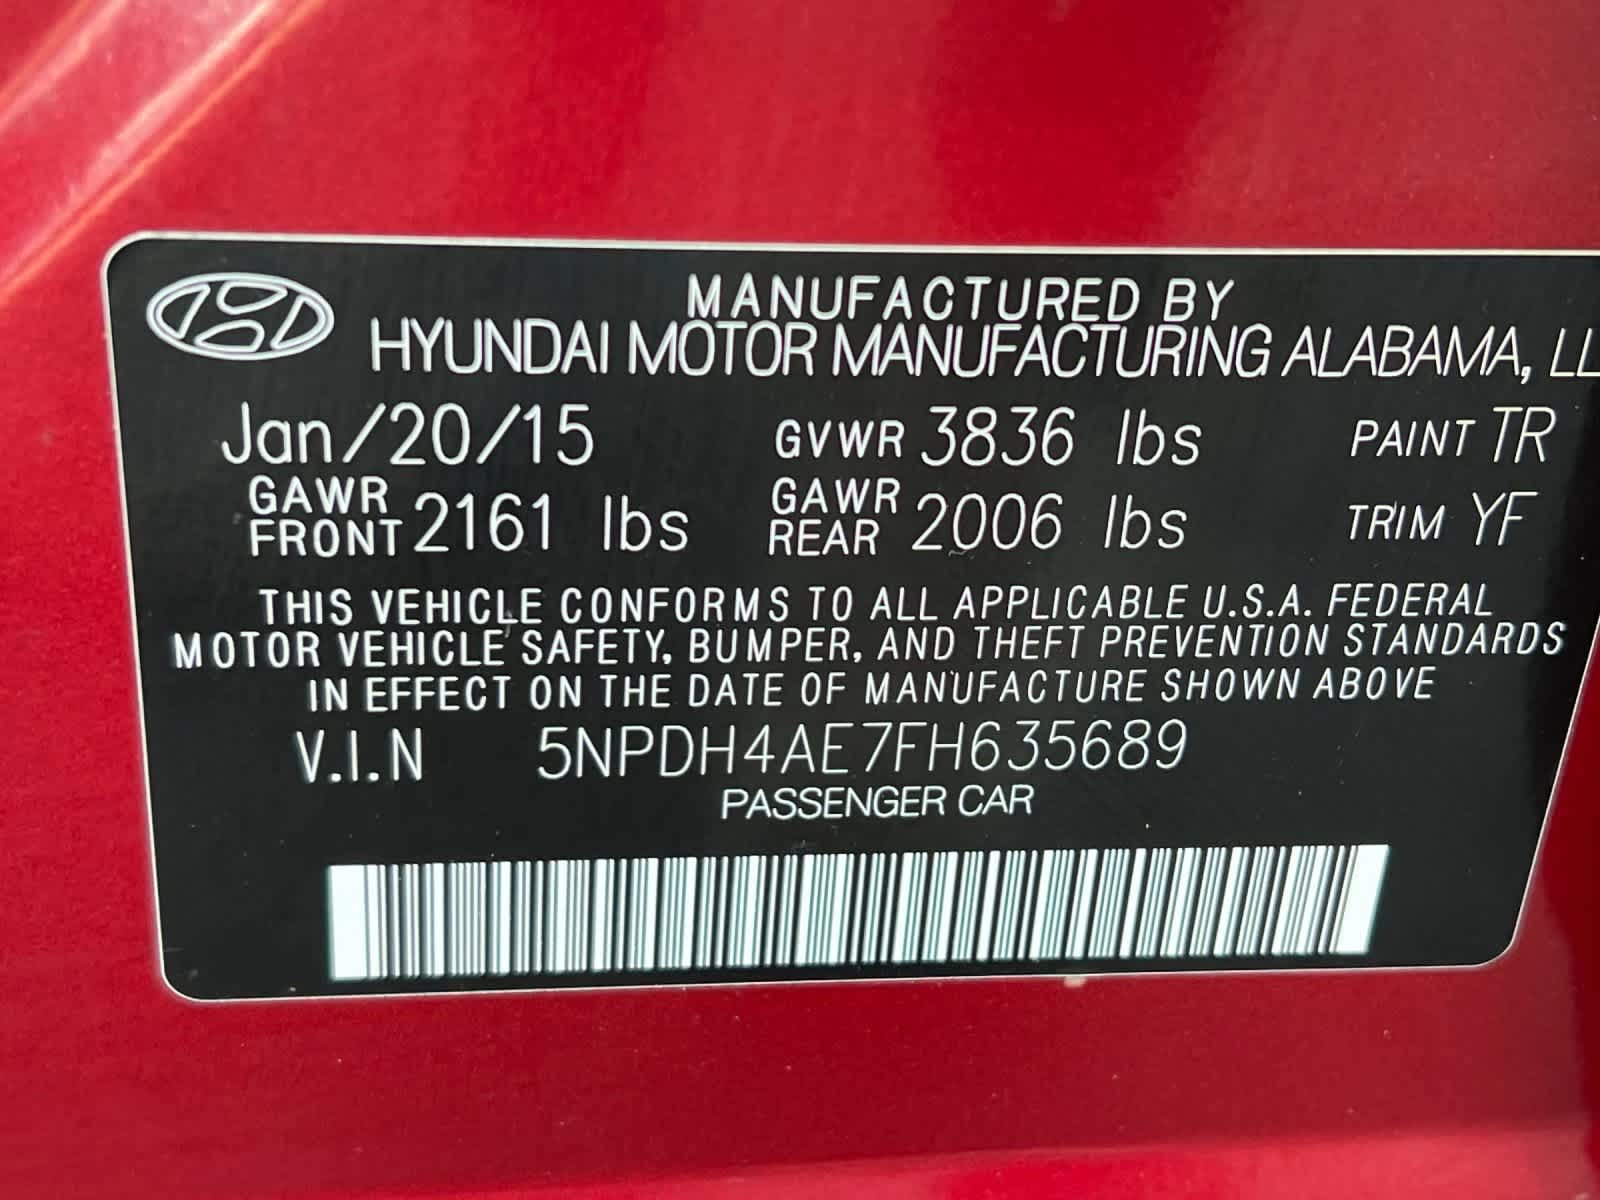 MANUFACTURED BY
HYUNDAI MOTOR MANUFACTURING ALABAMA, LL
Jan/20/15 GVWR 3836 lbs PAINT TR
GAWR FRONT 2161 lbs GAWR REAR 2006 lbs TRIM YF
THIS VEHICLE CONFORMS TO ALL APPLICABLE U.S.A. FEDERAL
MOTOR VEHICLE SAFETY, BUMPER, AND THEFT PREVENTION STANDARDS
IN EFFECT ON THE DATE OF MANUFACTURE SHOWN ABOVE
V.I.N 5NPDH4AE7FH635689
PASSENGER CAR